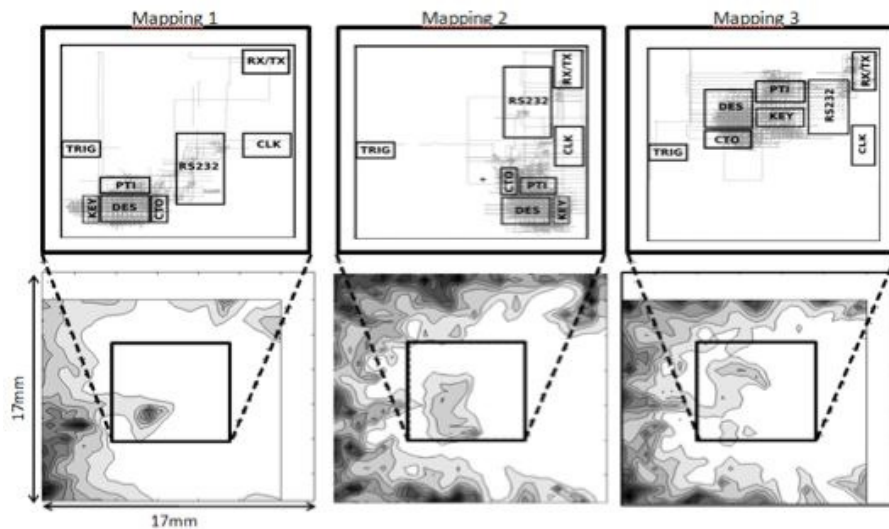 Mapping 1
Mapping 2
Mapping 3
RX/TX
RS232
CLK
TRIG
PTI
KEY
DES
CTO
RX/TX
RS232
CLK
TRIG
CTO
PTI
DES
KEY
RX/TX
DES
PTI
RS232
KEY
CTO
CLK
TRIG
17mm
17mm